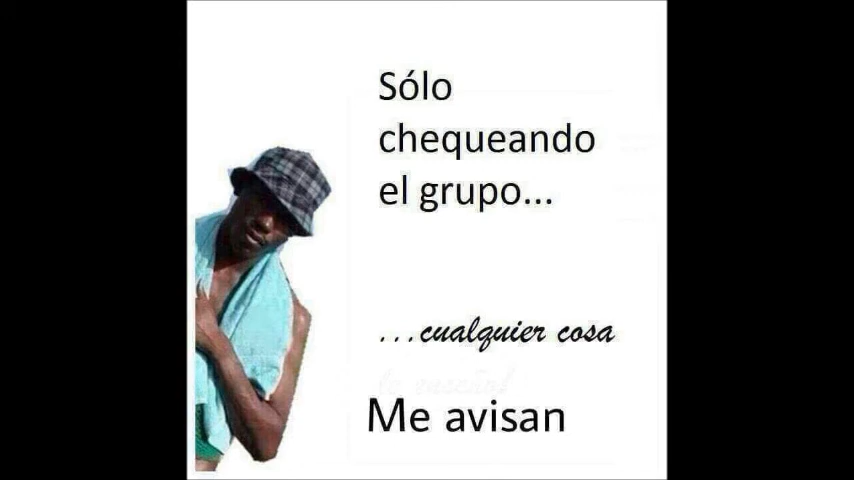 Sólo
chequeando
el grupo...
...cualquier cosa
Me avisan